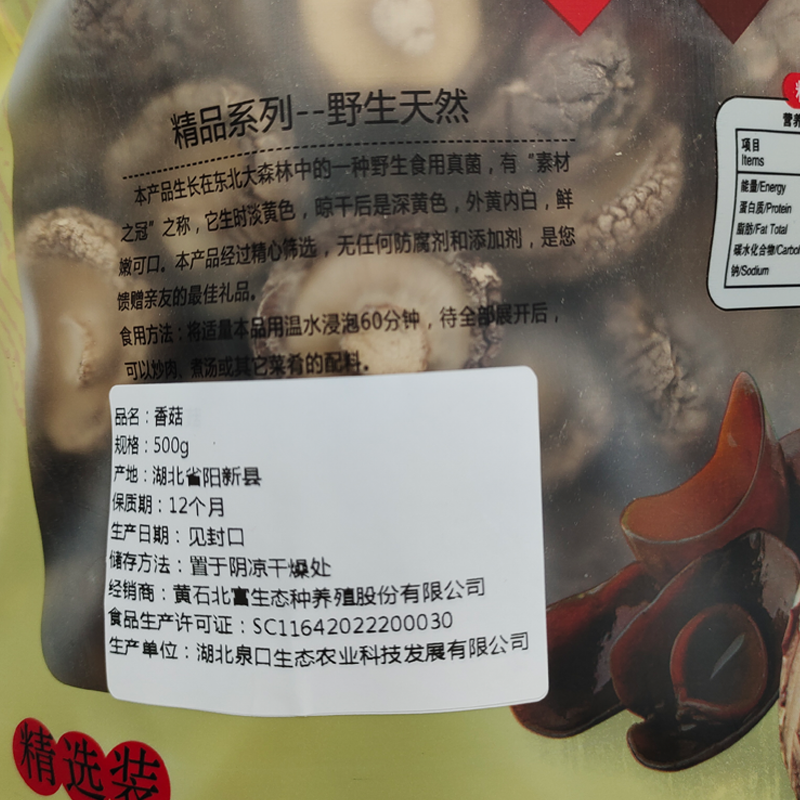 精品系列--野生天然
本产品生长在东北大森林中的一种野生食用真菌，有“素材
之冠”之称，它生时淡黄色，晾干后是深黄色，外黄内白，鲜
嫩可口。本产品经过精心筛选，无任何防腐剂和添加剂，是您
馈赠亲友的最佳礼品。
食用方法：将适量本品用温水浸泡60分钟，待全部展开后，
可以炒肉、煮汤或其它菜肴的配料。
品名：香菇
规格：500g
产地：湖北省阳新县
保质期：12个月
生产日期：见封口
储存方法：置于阴凉干燥处
经销商：黄石北富生态种养殖股份有限公司
食品生产许可证：SC11642022200030
生产单位：湖北泉口生态农业科技发展有限公司
营养
项目
Items
能量/Energy
蛋白质/Protein
脂肪/Fat Total
碳水化合物/Carbo
钠/Sodium
精选装